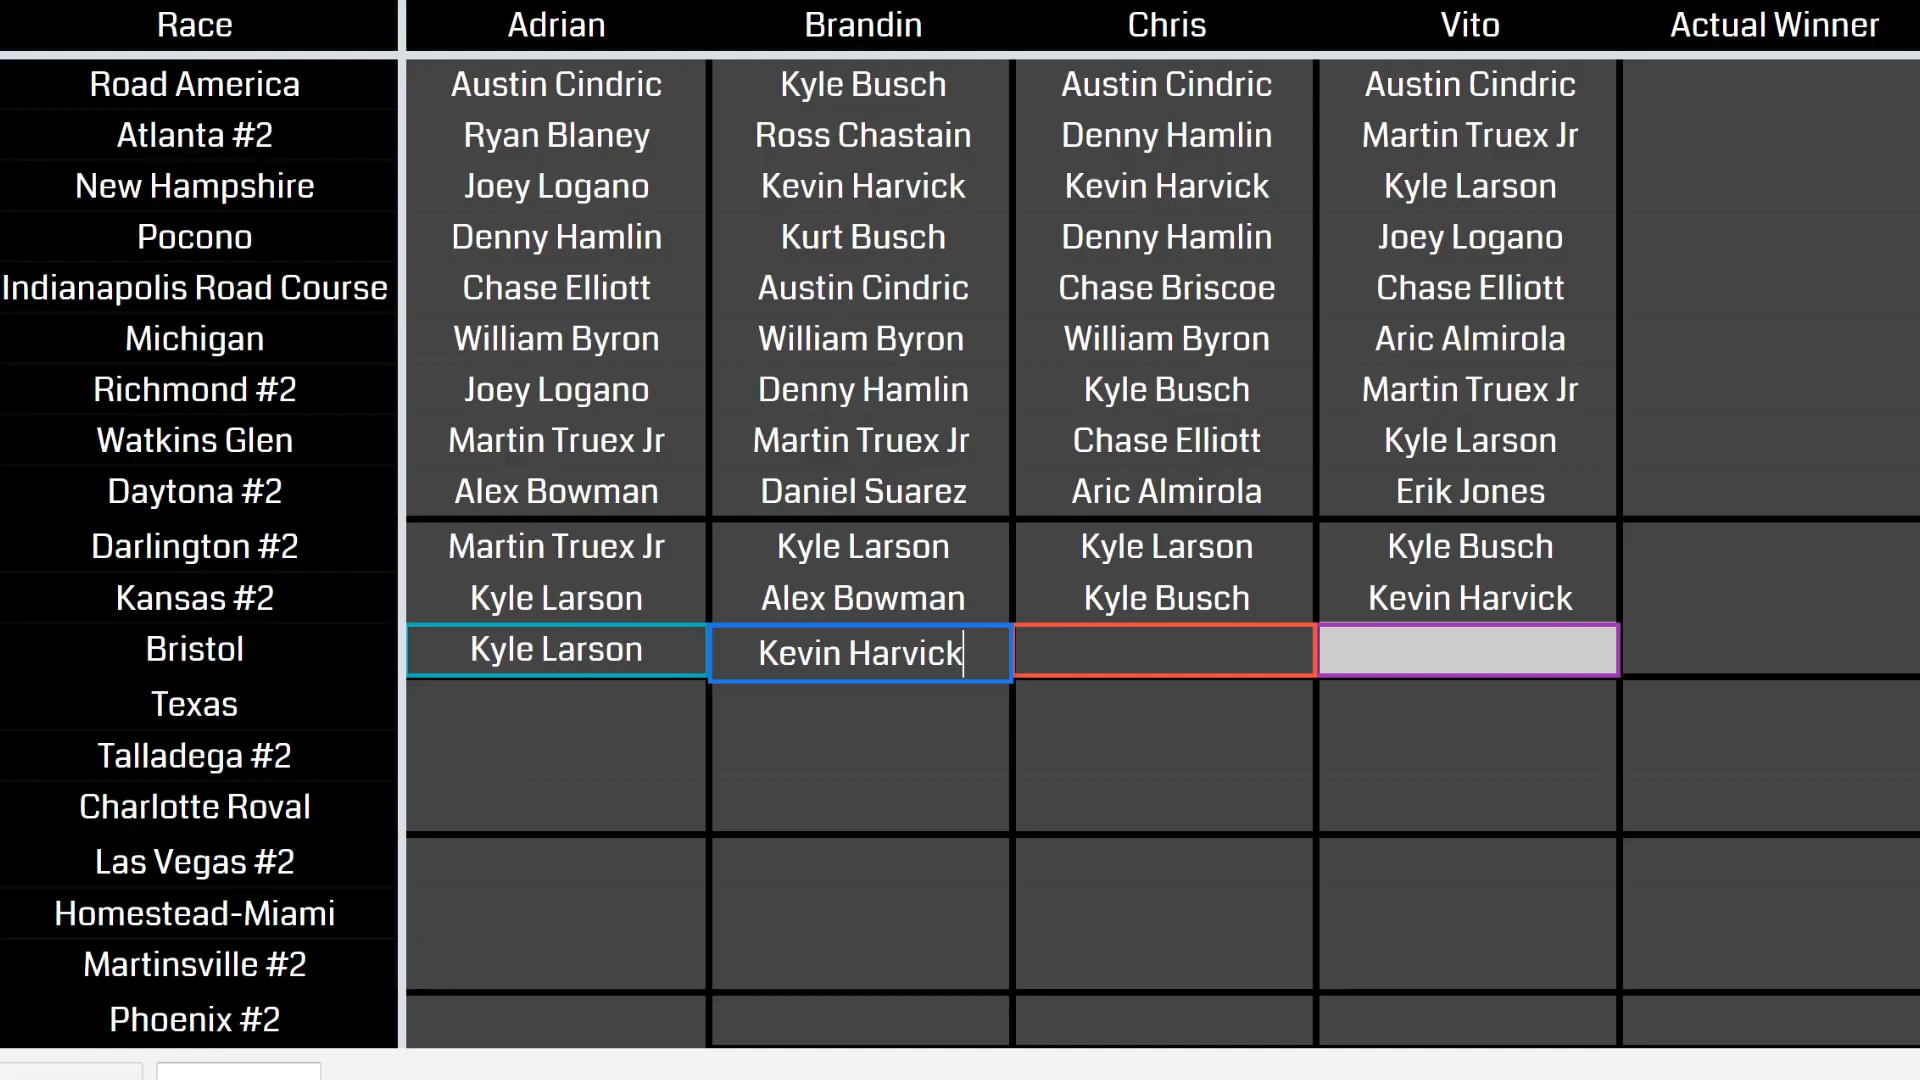 Race Adrian Brandin Chris Vito Actual Winner
Road America Austin Cindric Kyle Busch Austin Cindric Austin Cindric
Atlanta #2 Ryan Blaney Ross Chastain Denny Hamlin Martin Truex Jr
New Hampshire Joey Logano Kevin Harvick Kevin Harvick Kyle Larson
Pocono Denny Hamlin Kurt Busch Denny Hamlin Joey Logano
Indianapolis Road Course Chase Elliott Austin Cindric Chase Briscoe Chase Elliott
Michigan William Byron William Byron William Byron Aric Almirola
Richmond #2 Joey Logano Denny Hamlin Kyle Busch Martin Truex Jr
Watkins Glen Martin Truex Jr Martin Truex Jr Chase Elliott Kyle Larson
Daytona #2 Alex Bowman Daniel Suarez Aric Almirola Erik Jones
Darlington #2 Martin Truex Jr Kyle Larson Kyle Larson Kyle Busch
Kansas #2 Kyle Larson Alex Bowman Kyle Busch Kevin Harvick
Bristol Kyle Larson Kevin Harvick
Texas
Talladega #2
Charlotte Roval
Las Vegas #2
Homestead-Miami
Martinsville #2
Phoenix #2